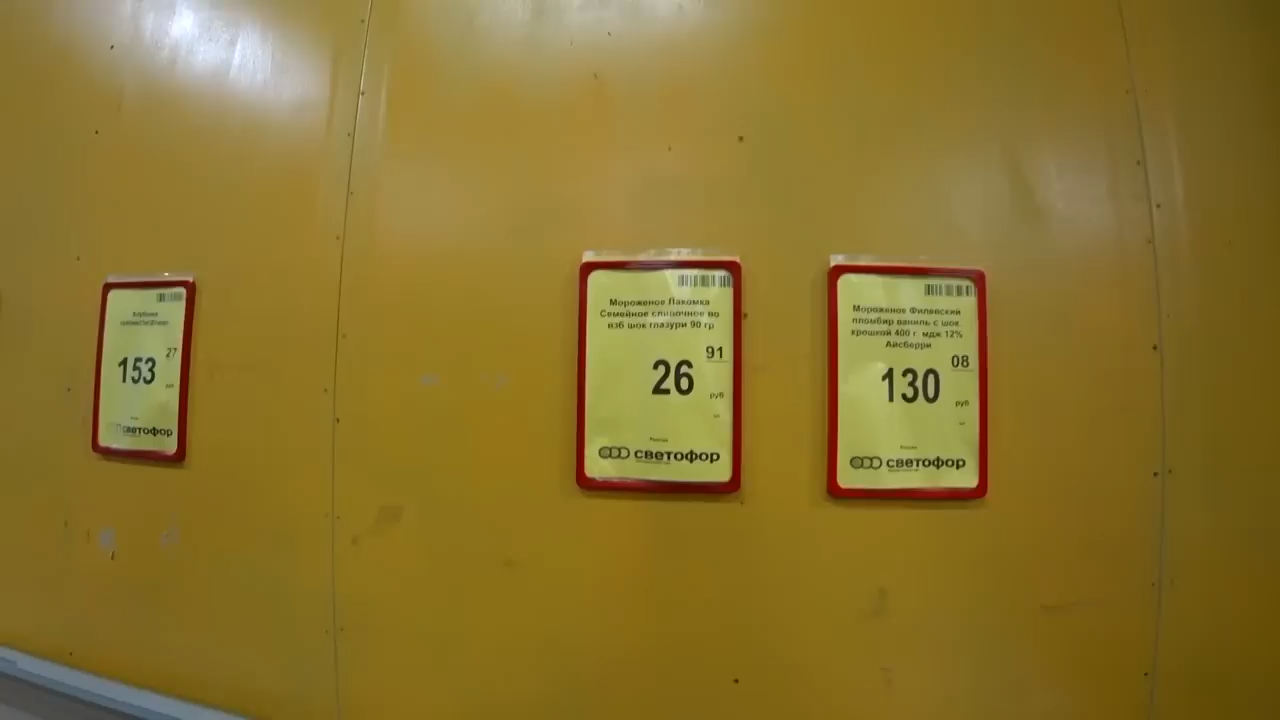 153
27
светофор
Мороженое Лакомка
Семейное сливочное во
взб шок глазури 90 гр
26
91
руб
Россия
светофор
Мороженое Филевский
пломбир ваниль с шок.
крошкой 400 г. мдж 12%
Айсберри
130
08
руб
Россия
светофор